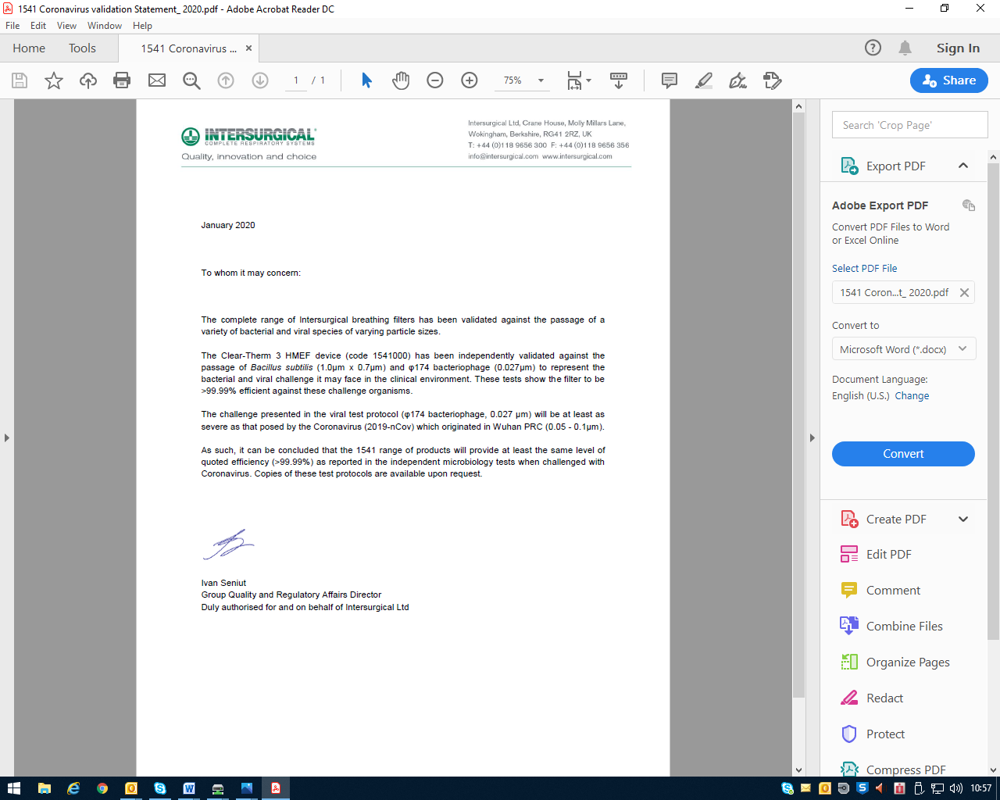 1541 Coronavirus validation Statement_ 2020.pdf - Adobe Acrobat Reader DC
File Edit View Window Help
Home Tools 1541 Coronavirus ... Sign In
1 / 1 75% Share
INTERSURGICAL
COMPLETE RESPIRATORY SYSTEMS
Quality, innovation and choice
Intersurgical Ltd, Crane House, Molly Millars Lane,
Wokingham, Berkshire, RG41 2RZ, UK
T: +44 (0)118 9656 300 F: +44 (0)118 9656 356
info@intersurgical.com www.intersurgical.com
January 2020
To whom it may concern:
The complete range of Intersurgical breathing filters has been validated against the passage of a
variety of bacterial and viral species of varying particle sizes.
The Clear-Therm 3 HMEF device (code 1541000) has been independently validated against the
passage of Bacillus subtilis (1.0µm x 0.7µm) and φ174 bacteriophage (0.027µm) to represent the
bacterial and viral challenge it may face in the clinical environment. These tests show the filter to be
>99.99% efficient against these challenge organisms.
The challenge presented in the viral test protocol (φ174 bacteriophage, 0.027 µm) will be at least as
severe as that posed by the Coronavirus (2019-nCov) which originated in Wuhan PRC (0.05 - 0.1µm).
As such, it can be concluded that the 1541 range of products will provide at least the same level of
quoted efficiency (>99.99%) as reported in the independent microbiology tests when challenged with
Coronavirus. Copies of these test protocols are available upon request.
Ivan Seniut
Group Quality and Regulatory Affairs Director
Duly authorised for and on behalf of Intersurgical Ltd
Search 'Crop Page'
Export PDF
Adobe Export PDF
Convert PDF Files to Word
or Excel Online
Select PDF File
1541 Coron...t_ 2020.pdf
Convert to
Microsoft Word (*.docx)
Document Language:
English (U.S.) Change
Convert
Create PDF
Edit PDF
Comment
Combine Files
Organize Pages
Redact
Protect
Compress PDF
10:57